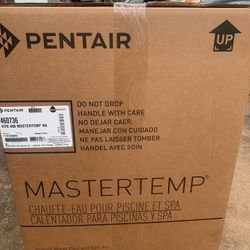 PENTAIR
UP
PENTAIR
460736
DO NOT DROP
HANDLE WITH CARE
NO DEJAR CAER
MANEJAR CON CUIDADO
NE PAS LAISSER TOMBER
HANDEL AVEC SOIN
MASTERTEMP®
CHAUFFE-EAU POUR PISCINE ET SPA
CALENTADOR PARA PISCINAS Y SPA